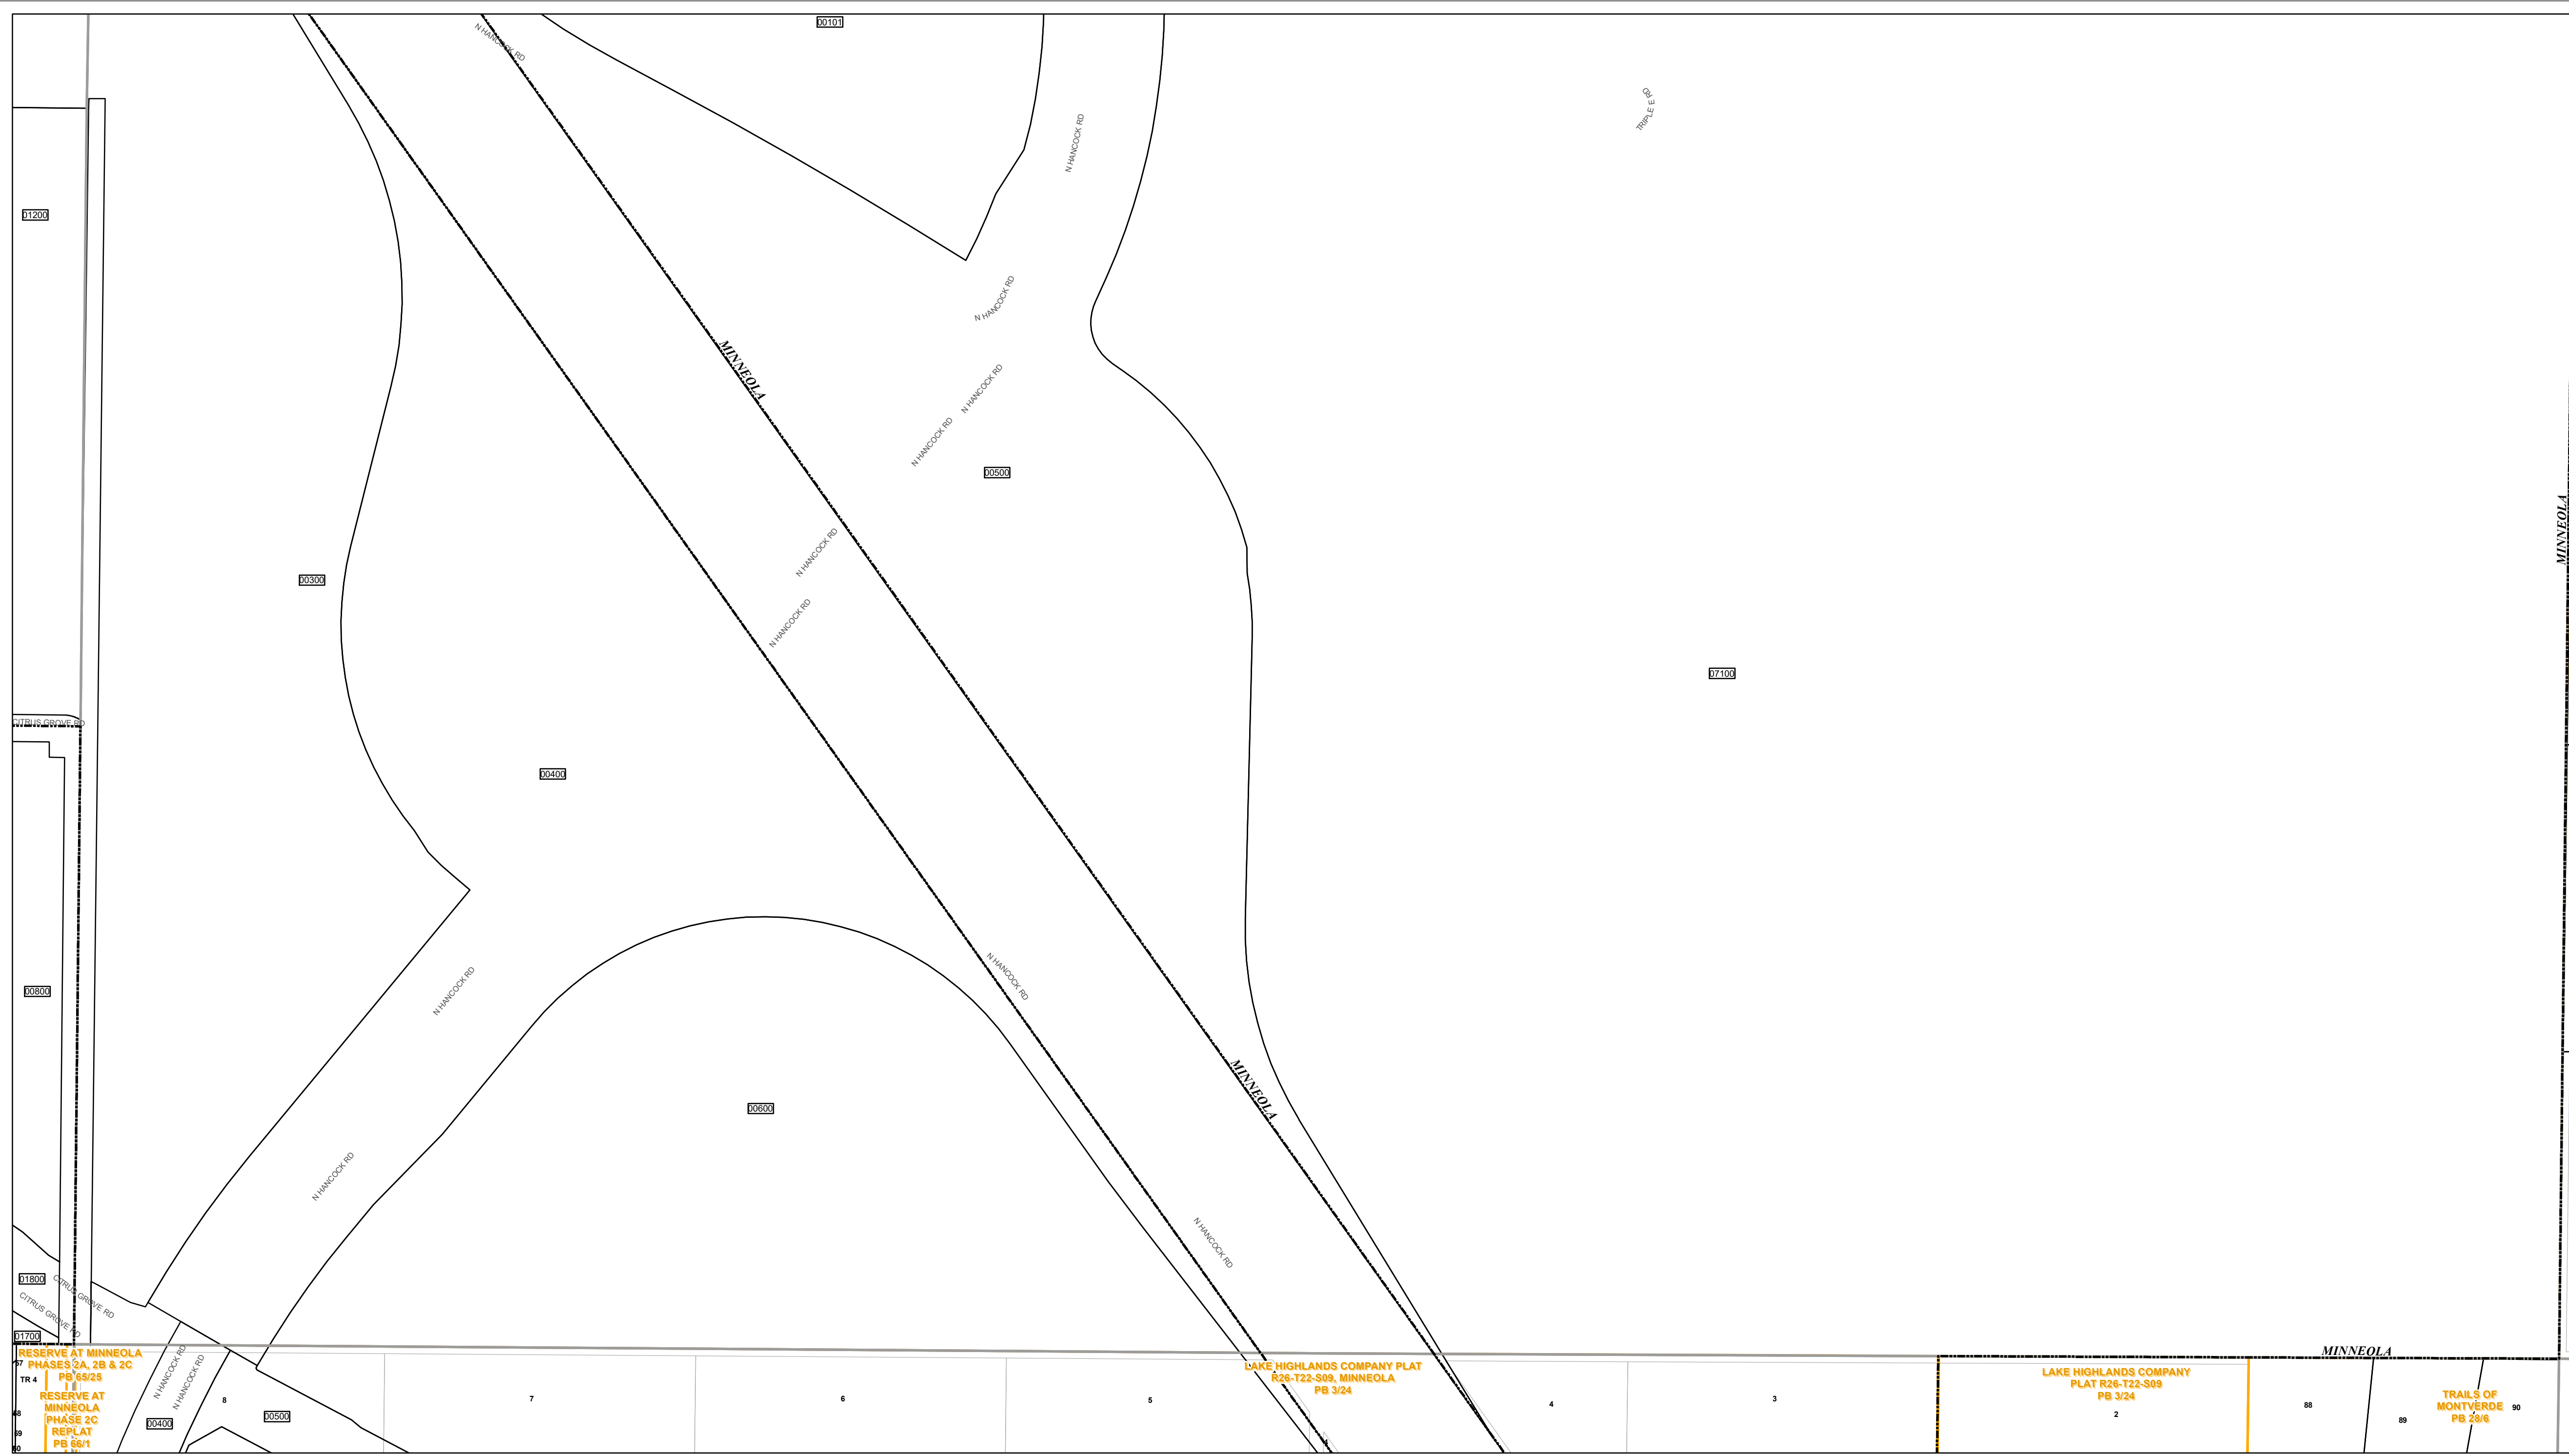 00101
N HANCOCK RD
TRIPLE E RD
N HANCOCK RD
01200
N HANCOCK RD
MINNEOLA
N HANCOCK RD
N HANCOCK RD
00500
MINNEOLA
N HANCOCK RD
00300
N HANCOCK RD
07100
CITRUS GROVE RD
00400
N HANCOCK RD
N HANCOCK RD
00800
MINNEOLA
00600
N HANCOCK RD
N HANCOCK RD
01800
CITRUS GROVE RD
CITRUS GROVE RD
01700
RESERVE AT MINNEOLA
PHASES 2A, 2B & 2C
PB 65/25
TR 4
RESERVE AT
MINNEOLA
PHASE 2C
REPLAT
PB 66/1
N HANCOCK RD
N HANCOCK RD
00400
8
00500
7
6
5
LAKE HIGHLANDS COMPANY PLAT
R26-T22-S09, MINNEOLA
PB 3/24
4
3
LAKE HIGHLANDS COMPANY
PLAT R26-T22-S09
PB 3/24
2
MINNEOLA
88
89
TRAILS OF
MONTVERDE
PB 28/6
90